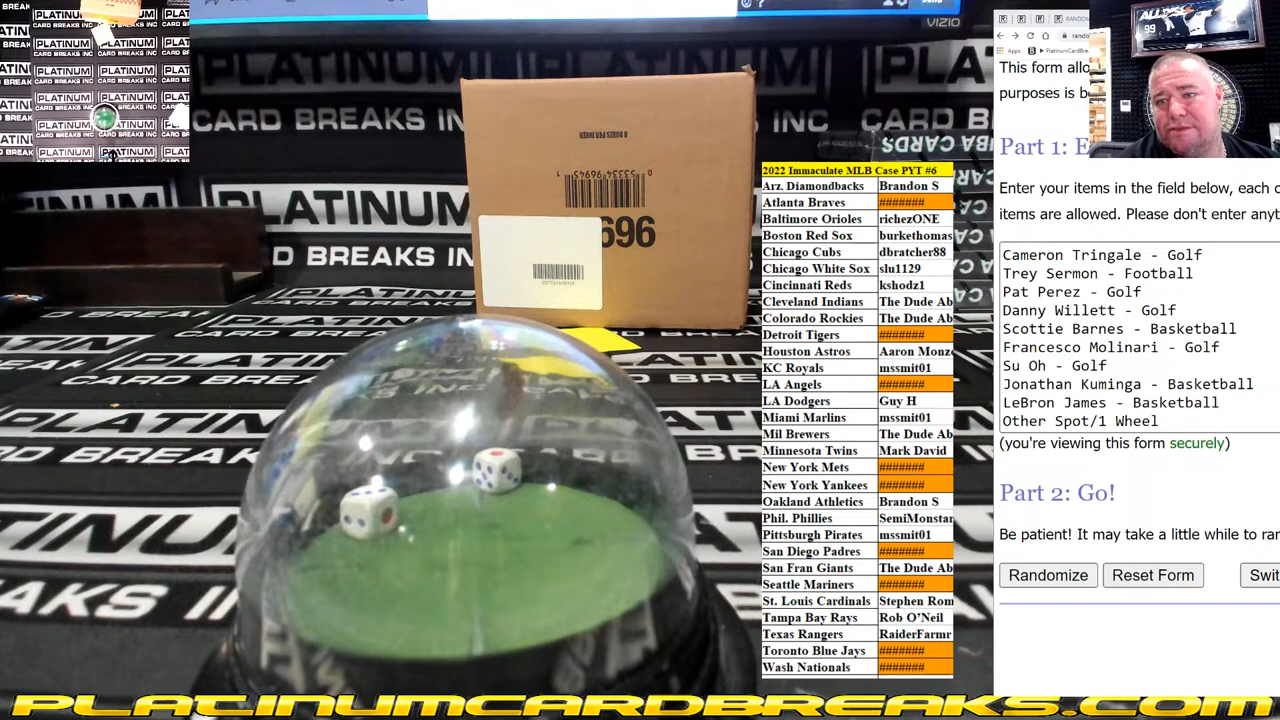 PLATINUM
CARD BREAKS INC
VIZIO
PLATINUM
CARD BREAKS INC
696
2022 Immaculate MLB Case PYT #6
Arz. Diamondbacks Brandon S
Atlanta Braves #######
Baltimore Orioles richezONE
Boston Red Sox burkethomas
Chicago Cubs dbratcher88
Chicago White Sox slu1129
Cincinnati Reds kshodz1
Cleveland Indians The Dude Ab
Colorado Rockies The Dude Ab
Detroit Tigers #######
Houston Astros Aaron Monz
KC Royals mssmit01
LA Angels #######
LA Dodgers Guy H
Miami Marlins mssmit01
Mil Brewers The Dude Ab
Minnesota Twins Mark David
New York Mets #######
New York Yankees #######
Oakland Athletics Brandon S
Phil. Phillies SemiMonstar
Pittsburgh Pirates mssmit01
San Diego Padres #######
San Fran Giants The Dude Ab
Seattle Mariners #######
St. Louis Cardinals Stephen Rom
Tampa Bay Rays Rob O'Neil
Texas Rangers RaiderFarmr
Toronto Blue Jays #######
Wash Nationals #######
This form allo
purposes is b
Part 1: E
Enter your items in the field below, each
items are allowed. Please don't enter anyt
Cameron Tringale - Golf
Trey Sermon - Football
Pat Perez - Golf
Danny Willett - Golf
Scottie Barnes - Basketball
Francesco Molinari - Golf
Su Oh - Golf
Jonathan Kuminga - Basketball
LeBron James - Basketball
Other Spot/1 Wheel
(you're viewing this form securely)
Part 2: Go!
Be patient! It may take a little while to ran
Randomize Reset Form Swit
99
PLATINUMCARDBREAKS.COM